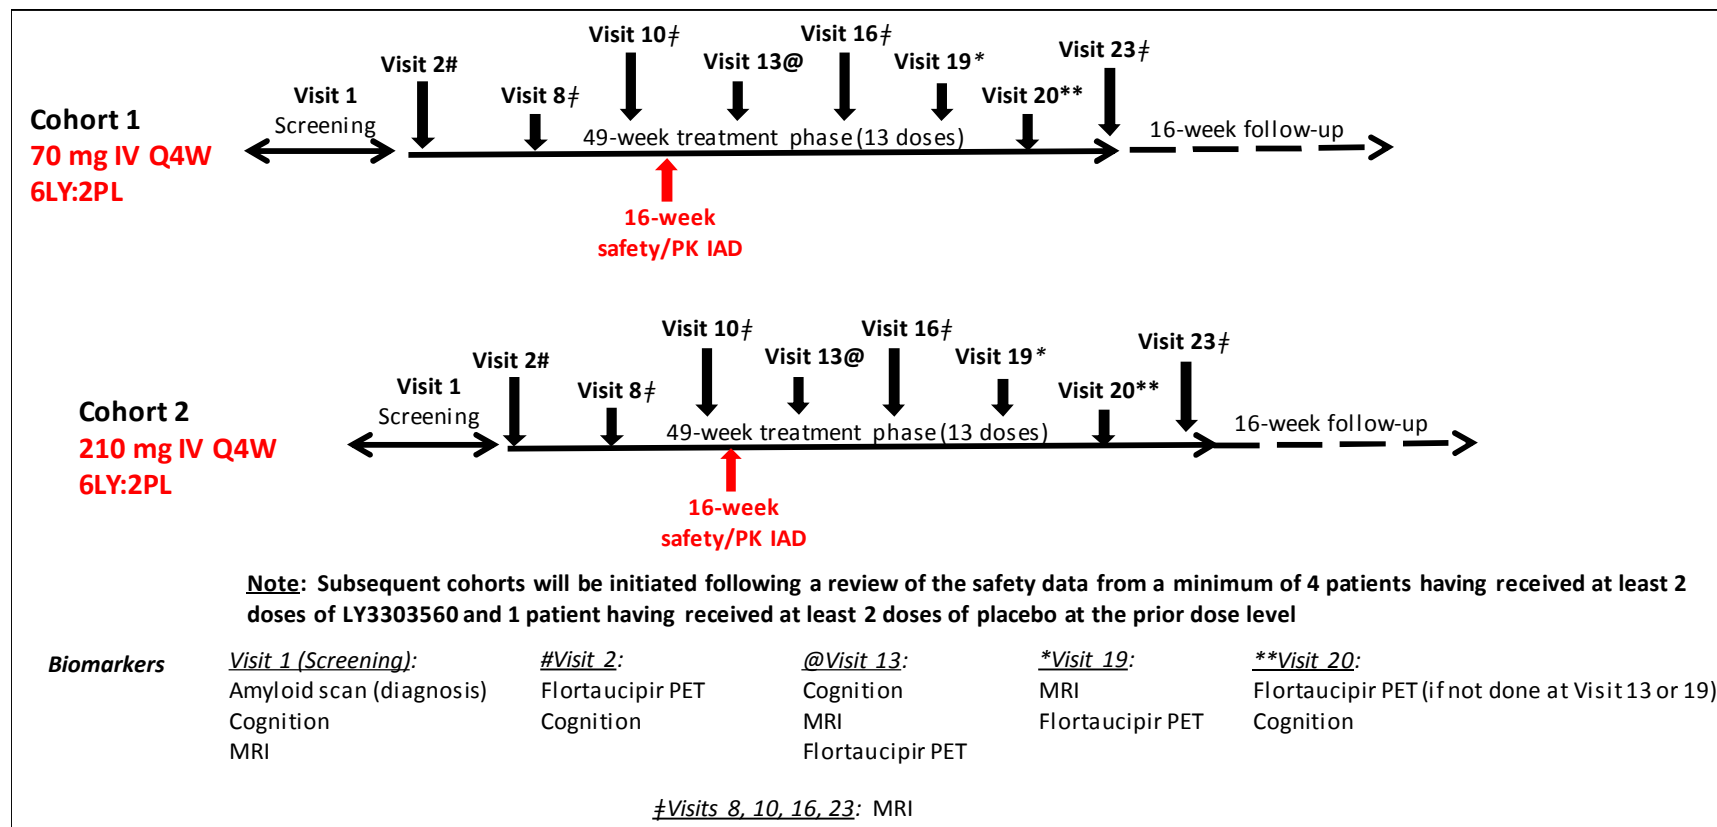 Visit 10ǂ
Visit 16ǂ
Visit 23ǂ
Visit 2#
Visit 13@
Visit 19*
Visit 1
Screening
Visit 8ǂ
Visit 20**
Cohort 1
70 mg IV Q4W
6LY:2PL
49-week treatment phase (13 doses)
16-week follow-up
16-week
safety/PK IAD
Visit 10ǂ
Visit 16ǂ
Visit 23ǂ
Visit 2#
Visit 13@
Visit 19*
Visit 1
Screening
Visit 8ǂ
Visit 20**
Cohort 2
210 mg IV Q4W
6LY:2PL
49-week treatment phase (13 doses)
16-week follow-up
16-week
safety/PK IAD
Note: Subsequent cohorts will be initiated following a review of the safety data from a minimum of 4 patients having received at least 2
doses of LY3303560 and 1 patient having received at least 2 doses of placebo at the prior dose level
Biomarkers
Visit 1 (Screening):
Amyloid scan (diagnosis)
Cognition
MRI
#Visit 2:
Flortaucipir PET
Cognition
@Visit 13:
Cognition
MRI
Flortaucipir PET
*Visit 19:
MRI
Flortaucipir PET
**Visit 20:
Flortaucipir PET (if not done at Visit 13 or 19)
Cognition
ǂVisits 8, 10, 16, 23: MRI